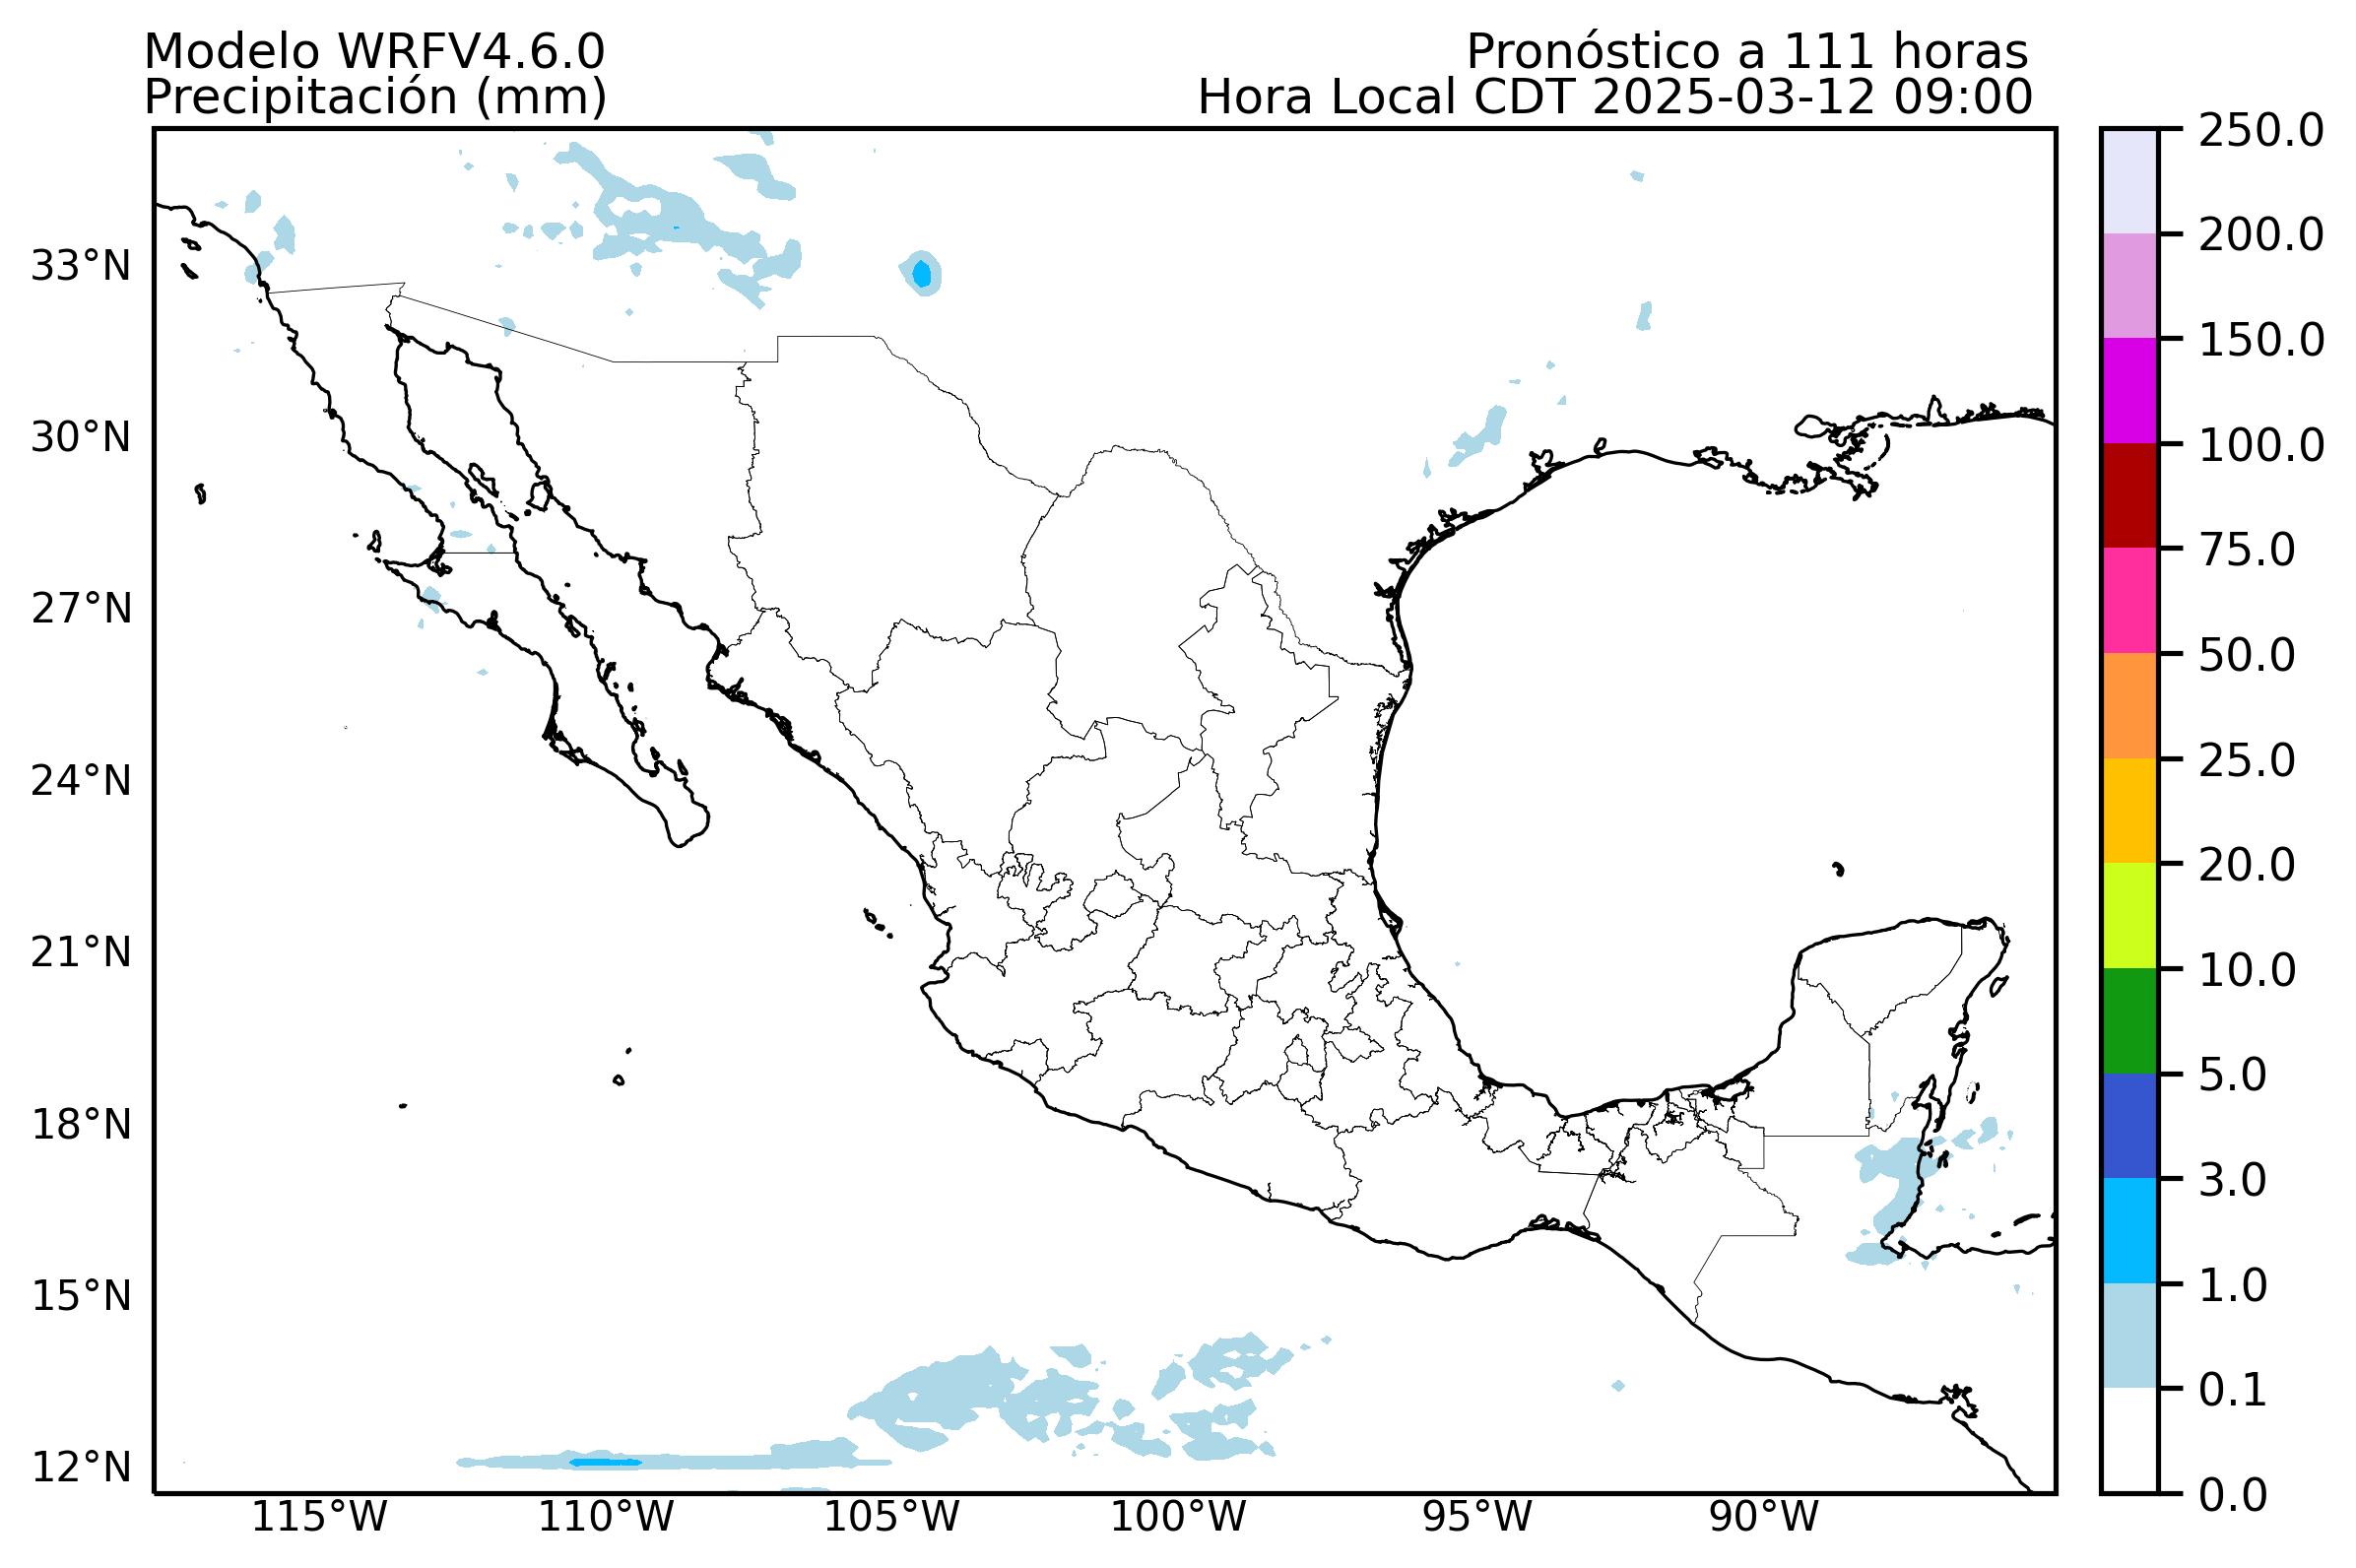 Modelo WRFV4.6.0
Precipitación (mm)
Pronóstico a 111 horas
Hora Local CDT 2025-03-12 09:00
33°N
30°N
27°N
24°N
21°N
18°N
15°N
12°N
115°W
110°W
105°W
100°W
95°W
90°W
250.0
200.0
150.0
100.0
75.0
50.0
25.0
20.0
10.0
5.0
3.0
1.0
0.1
0.0